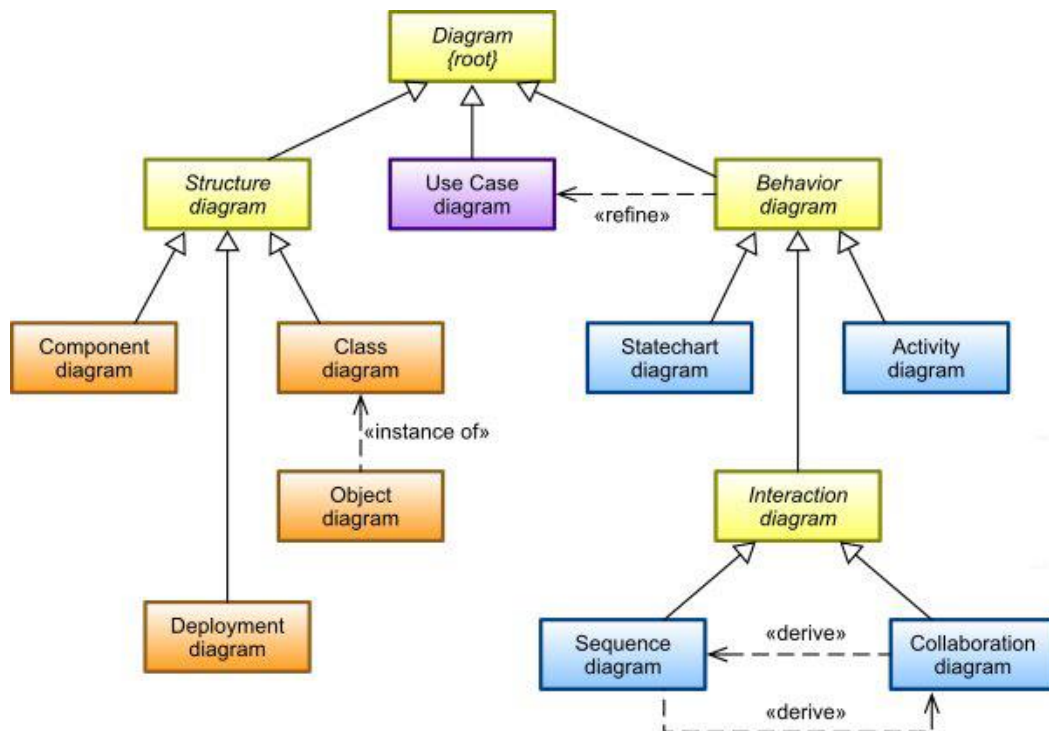 Diagram
{root}
Structure
diagram
Use Case
diagram
Behavior
diagram
«refine»
Component
diagram
Class
diagram
Statechart
diagram
Activity
diagram
«instance of»
Object
diagram
Interaction
diagram
Deployment
diagram
Sequence
diagram
«derive»
Collaboration
diagram
«derive»